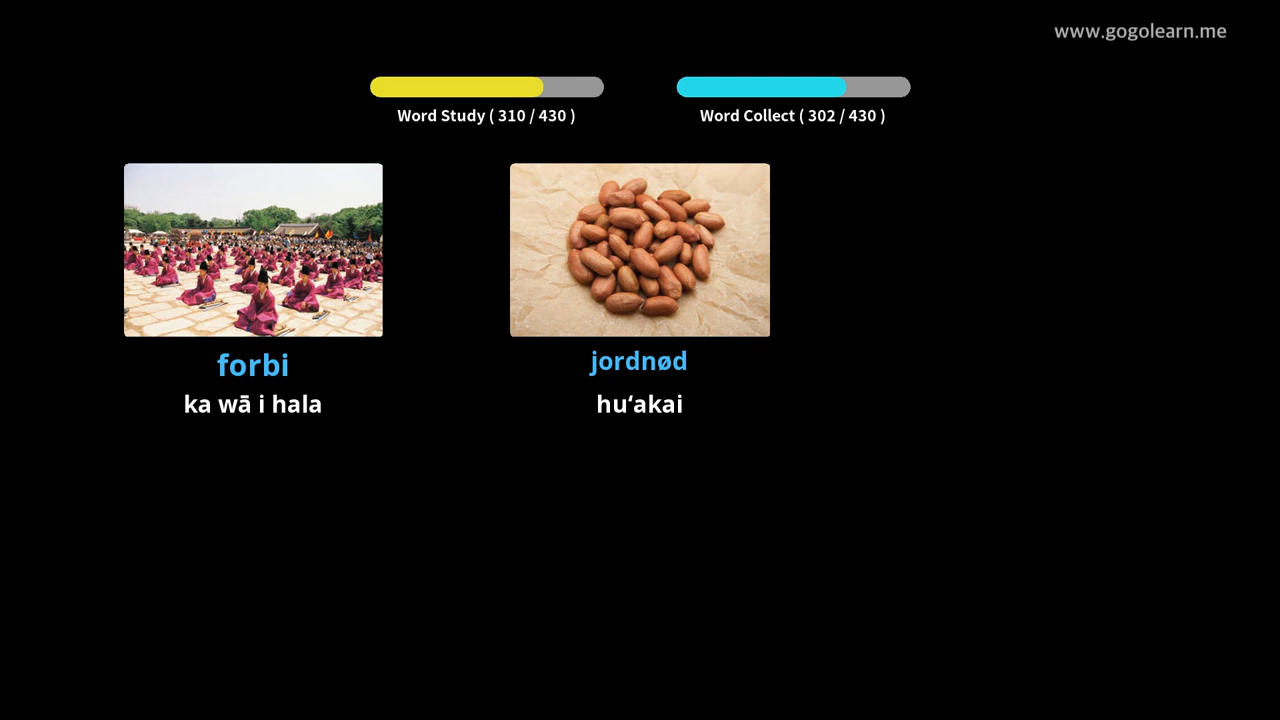 www.gogolearn.me
Word Study ( 310 / 430 )
Word Collect ( 302 / 430 )
forbi
ka wā i hala
jordnød
huʻakai